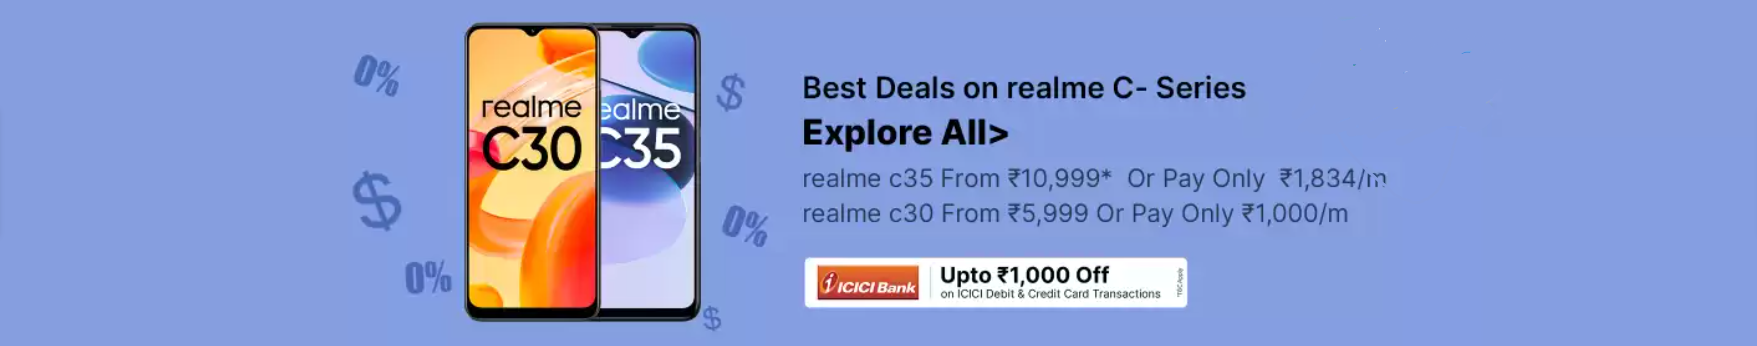 0%
$
0%
realme
C30
ealme
C35
$
0%
$
Best Deals on realme C- Series
Explore All>
realme c35 From ₹10,999* Or Pay Only ₹1,834/m
realme c30 From ₹5,999 Or Pay Only ₹1,000/m
ICICI Bank
Upto ₹1,000 Off
on ICICI Debit & Credit Card Transactions
*T&C Apply